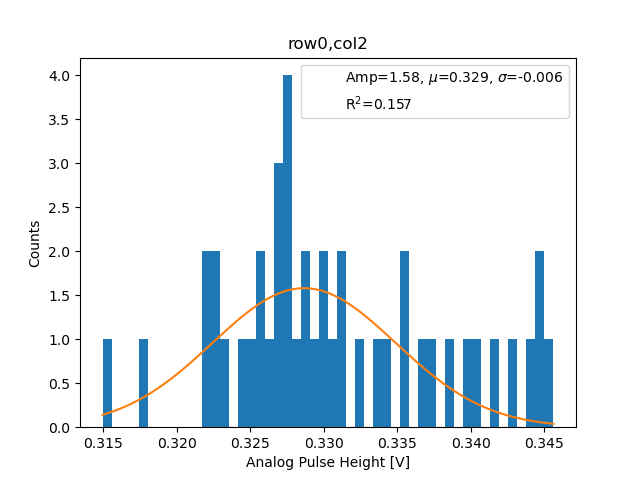 row0,col2
Amp=1.58, μ=0.329, σ=-0.006
R²=0.157
Counts
4.0
3.5
3.0
2.5
2.0
1.5
1.0
0.5
0.0
0.315 0.320 0.325 0.330 0.335 0.340 0.345
Analog Pulse Height [V]